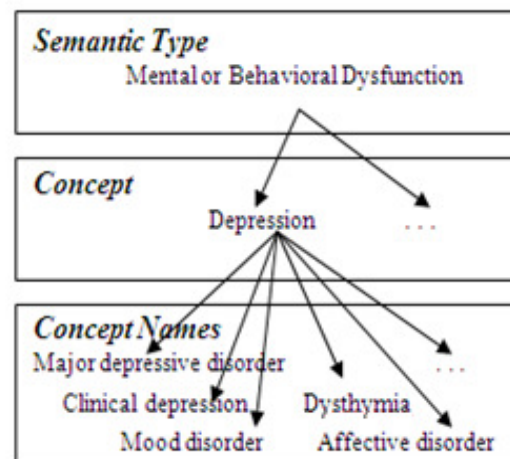 Semantic Type
Mental or Behavioral Dysfunction
Concept
Depression . . .
Concept Names
Major depressive disorder . . .
Clinical depression Dysthymia
Mood disorder Affective disorder